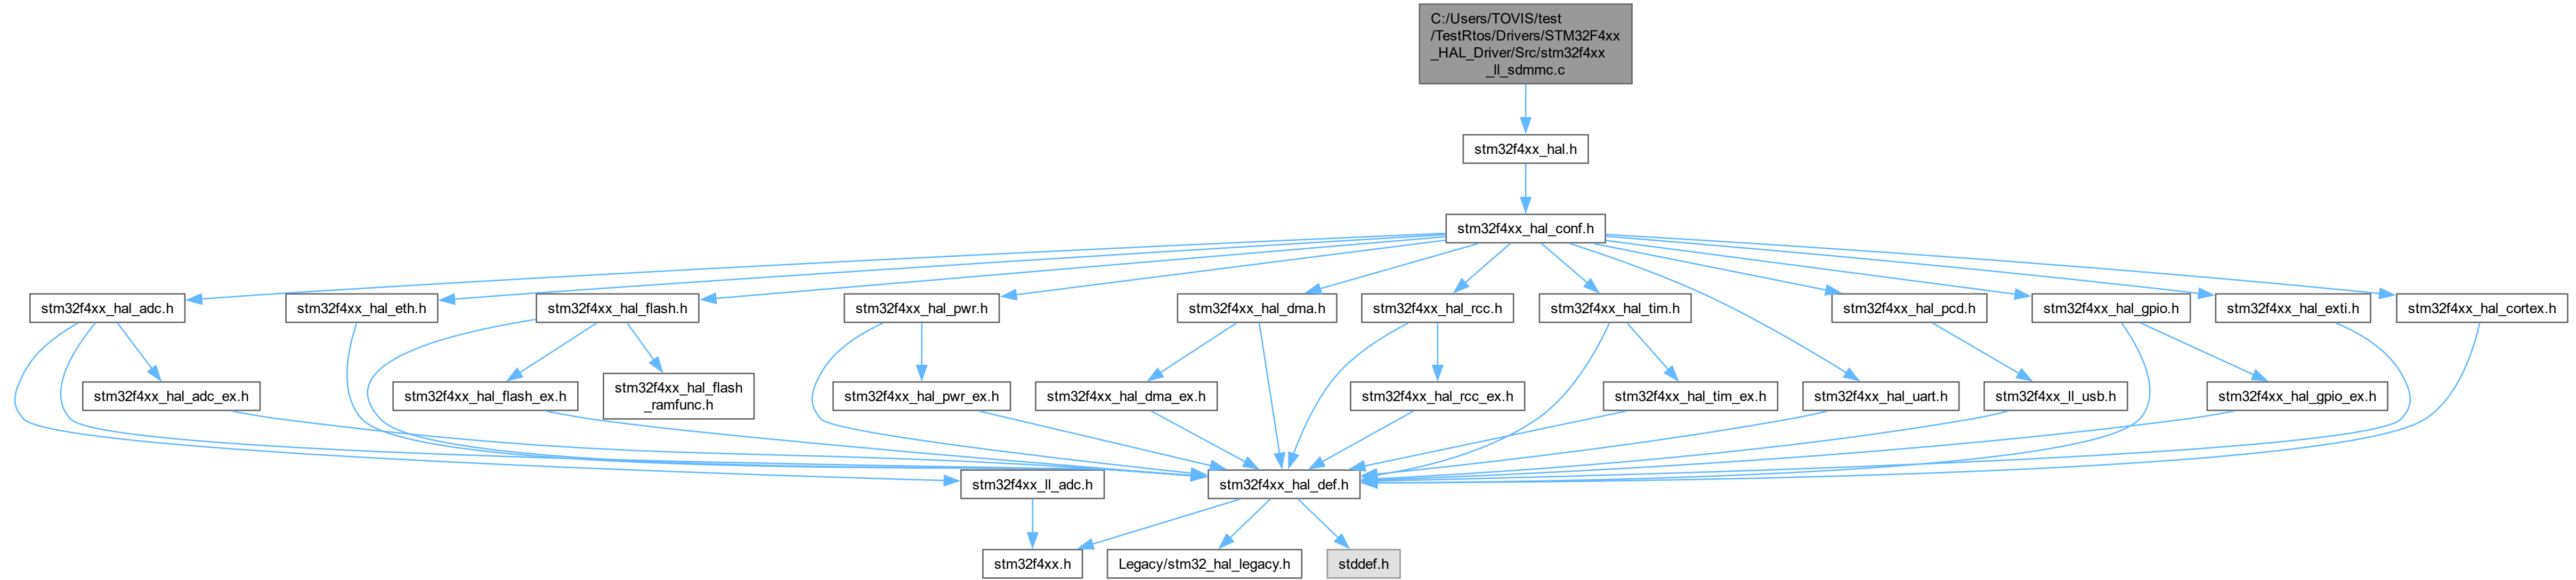 C:/Users/TOVIS/test
/TestRtos/Drivers/STM32F4xx
_HAL_Driver/Src/stm32f4xx
_ll_sdmmc.c
stm32f4xx_hal.h
stm32f4xx_hal_conf.h
stm32f4xx_hal_adc.h
stm32f4xx_hal_eth.h
stm32f4xx_hal_flash.h
stm32f4xx_hal_pwr.h
stm32f4xx_hal_dma.h
stm32f4xx_hal_rcc.h
stm32f4xx_hal_tim.h
stm32f4xx_hal_pcd.h
stm32f4xx_hal_gpio.h
stm32f4xx_hal_exti.h
stm32f4xx_hal_cortex.h
stm32f4xx_hal_adc_ex.h
stm32f4xx_hal_flash_ex.h
stm32f4xx_hal_flash
_ramfunc.h
stm32f4xx_hal_pwr_ex.h
stm32f4xx_hal_dma_ex.h
stm32f4xx_hal_rcc_ex.h
stm32f4xx_hal_tim_ex.h
stm32f4xx_hal_uart.h
stm32f4xx_ll_usb.h
stm32f4xx_hal_gpio_ex.h
stm32f4xx_ll_adc.h
stm32f4xx_hal_def.h
stm32f4xx.h
Legacy/stm32_hal_legacy.h
stddef.h